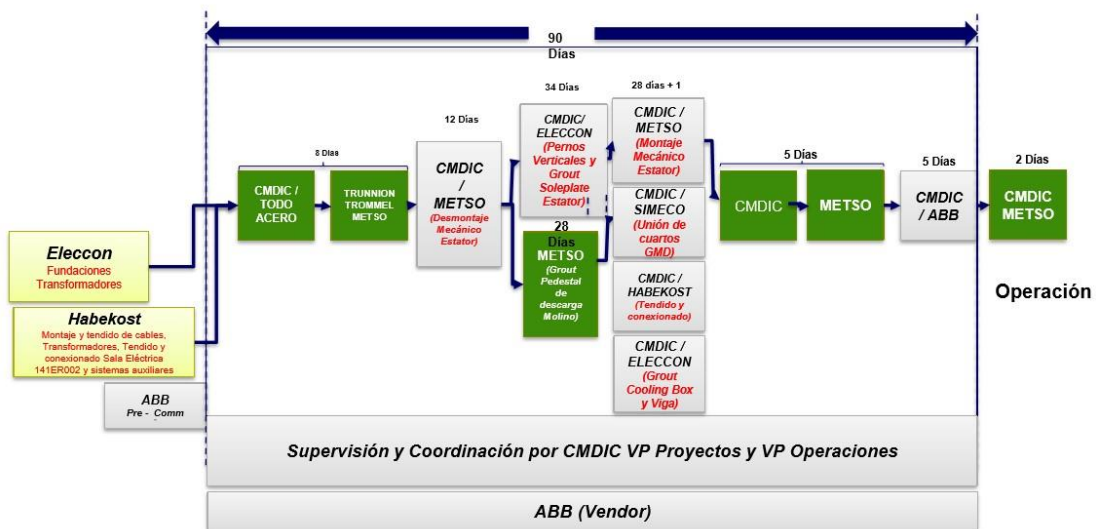 90
Días
8 Días
12 Días
34 Días
28 días + 1
5 Días
5 Días
2 Días
CMDIC /
TODO
ACERO
TRUNNION
TROMMEL
METSO
CMDIC
/
METSO
(Desmontaje
Mecánico
Estator)
CMDIC/
ELECCON
(Pernos
Verticales y
Grout
Soleplate
Estator)
28
Días
METSO
(Grout
Pedestal
de
descarga
Molino)
CMDIC /
METSO
(Montaje
Mecánico
Estator)
CMDIC /
SIMECO
(Unión de
cuartos
GMD)
CMDIC /
HABEKOST
(Tendido y
conexionado)
CMDIC /
ELECCON
(Grout
Cooling Box
y Viga)
CMDIC
METSO
CMDIC
/ ABB
CMDIC
METSO
Operación
Eleccon
Fundaciones
Transformadores
Habekost
Montaje y tendido de cables,
Transformadores, Tendido y
conexionado Sala Eléctrica
141ER002 y sistemas auxiliares
ABB
Pre - Comm
Supervisión y Coordinación por CMDIC VP Proyectos y VP Operaciones
ABB (Vendor)